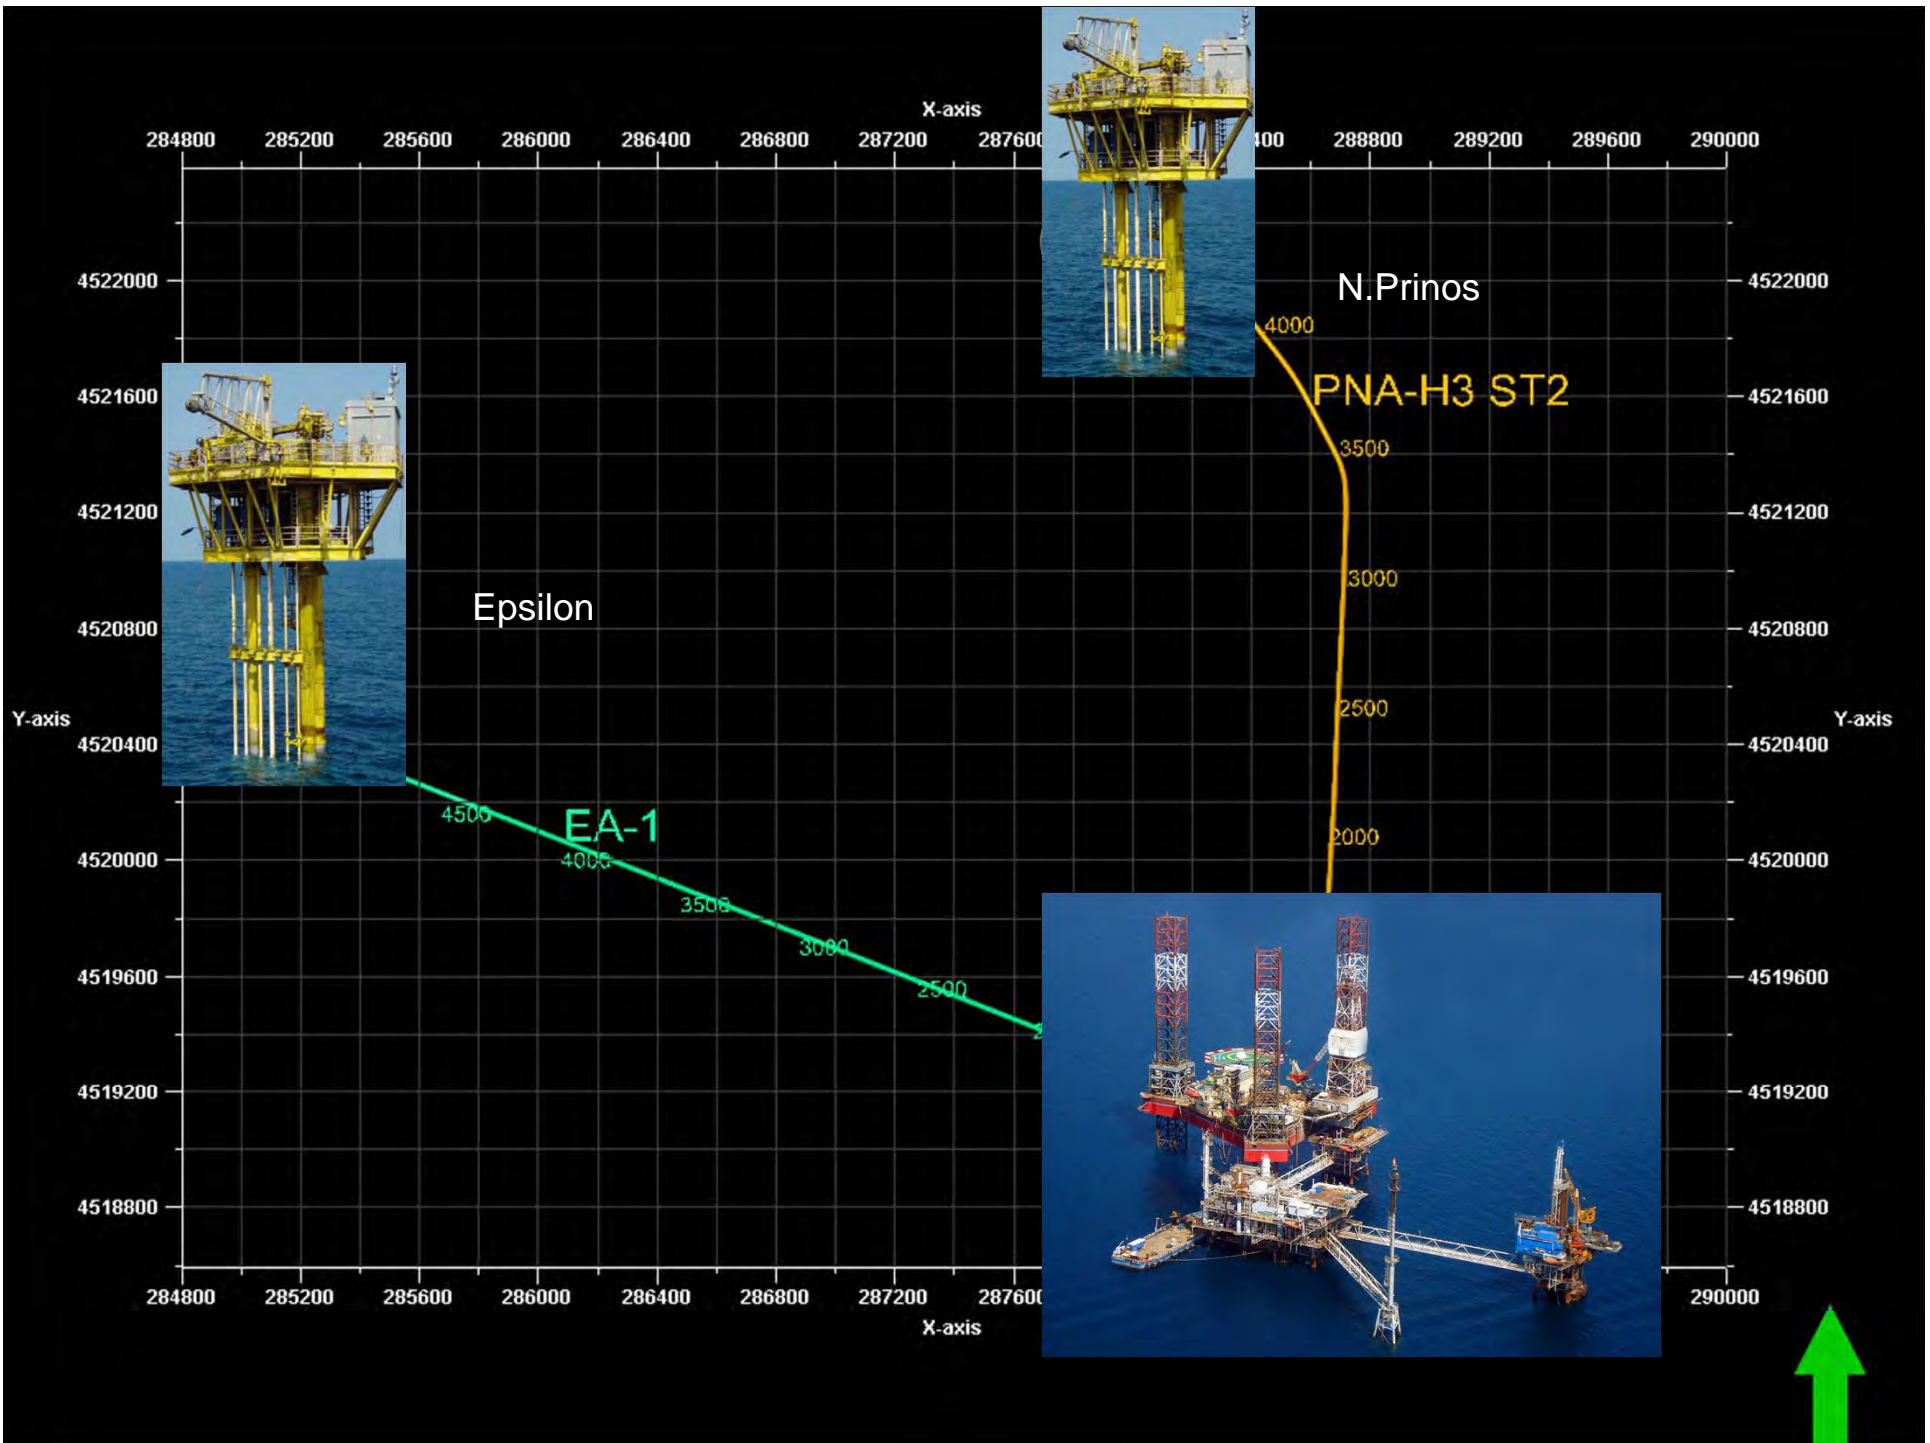 X-axis
284800 285200 285600 286000 286400 286800 287200 28760 400 288800 289200 289600 290000
4522000 N.Prinos 4522000
4000
4521600 PNA-H3 ST2 4521600
3500
4521200 4521200
3000
Epsilon
4520800 4520800
2500
Y-axis Y-axis
4520400 4520400
4500 EA-1 2000
4520000 4000 4520000
3500
3000
4519600 4519600
2500
4519200 4519200
4518800 4518800
284800 285200 285600 286000 286400 286800 287200 28760 290000
X-axis